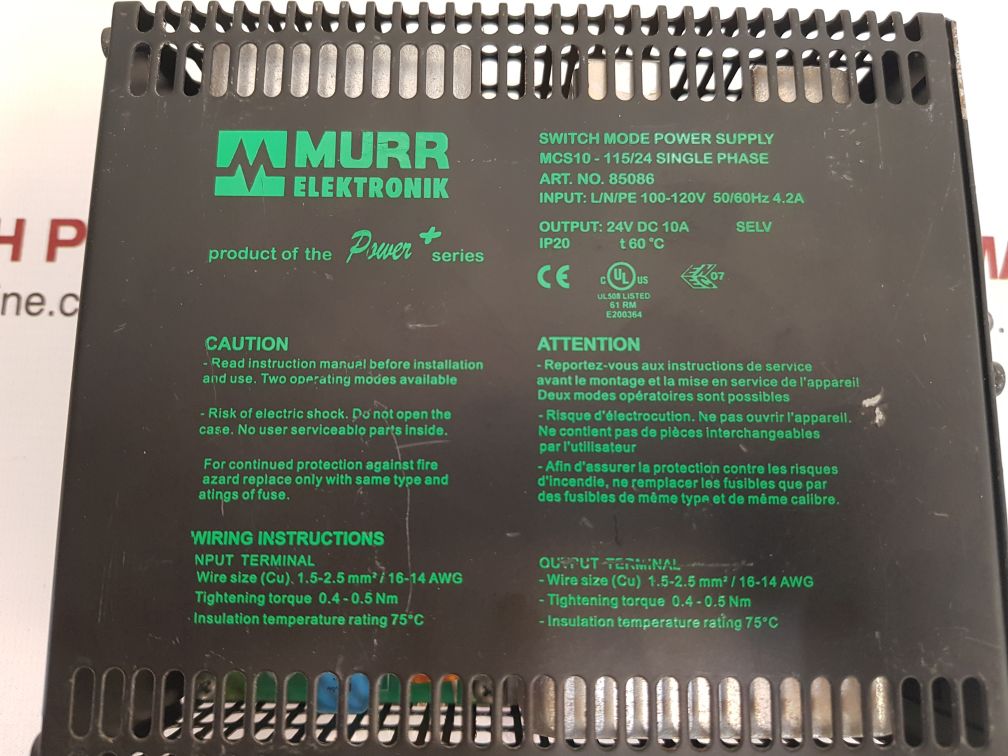 MURR
ELEKTRONIK
product of the Power+ series
SWITCH MODE POWER SUPPLY
MCS10 - 115/24 SINGLE PHASE
ART. NO. 85086
INPUT: L/N/PE 100-120V 50/60Hz 4.2A
OUTPUT: 24V DC 10A SELV
IP20 t 60 °C
CE
C UL US
07
UL508 LISTED
61 RM
E200364
H P
ine.c
MA
CAUTION
- Read instruction manual before installation
and use. Two operating modes available
- Risk of electric shock. Do not open the
case. No user serviceable parts inside.
For continued protection against fire
azard replace only with same type and
atings of fuse.
ATTENTION
- Reportez-vous aux instructions de service
avant le montage et la mise en service de l'appareil
Deux modes opératoires sont possibles
- Risque d'électrocution. Ne pas ouvrir l'appareil.
Ne contient pas de pièces interchangeables
par l'utilisateur
- Afin d'assurer la protection contre les risques
d'incendie, ne remplacer les fusibles que par
des fusibles de même type et de même calibre.
WIRING INSTRUCTIONS
NPUT TERMINAL
Wire size (Cu) 1.5-2.5 mm² / 16-14 AWG
Tightening torque 0.4 - 0.5 Nm
Insulation temperature rating 75°C
OUTPUT TERMINAL
- Wire size (Cu) 1.5-2.5 mm² / 16-14 AWG
- Tightening torque 0.4 - 0.5 Nm
- Insulation temperature rating 75°C